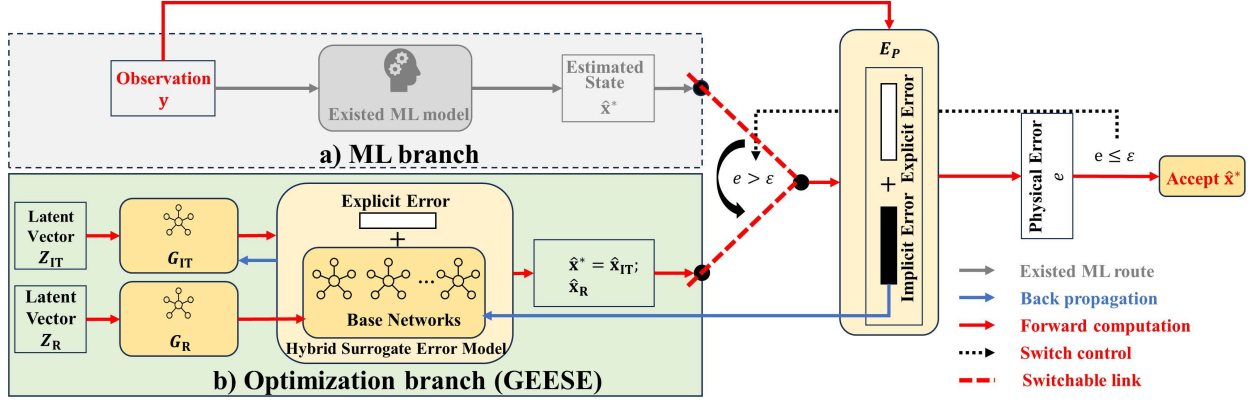 Observation
y
Existed ML model
Estimated
State
x̂*
a) ML branch
Latent
Vector
Z_IT
G_IT
Latent
Vector
Z_R
G_R
Explicit Error
+
...
Base Networks
Hybrid Surrogate Error Model
x̂* = x̂_IT;
x̂_R
b) Optimization branch (GEESE)
e > ε
E_P
Implicit Error + Explicit Error
Physical Error
e
e ≤ ε
Accept x̂*
Existed ML route
Back propagation
Forward computation
Switch control
Switchable link